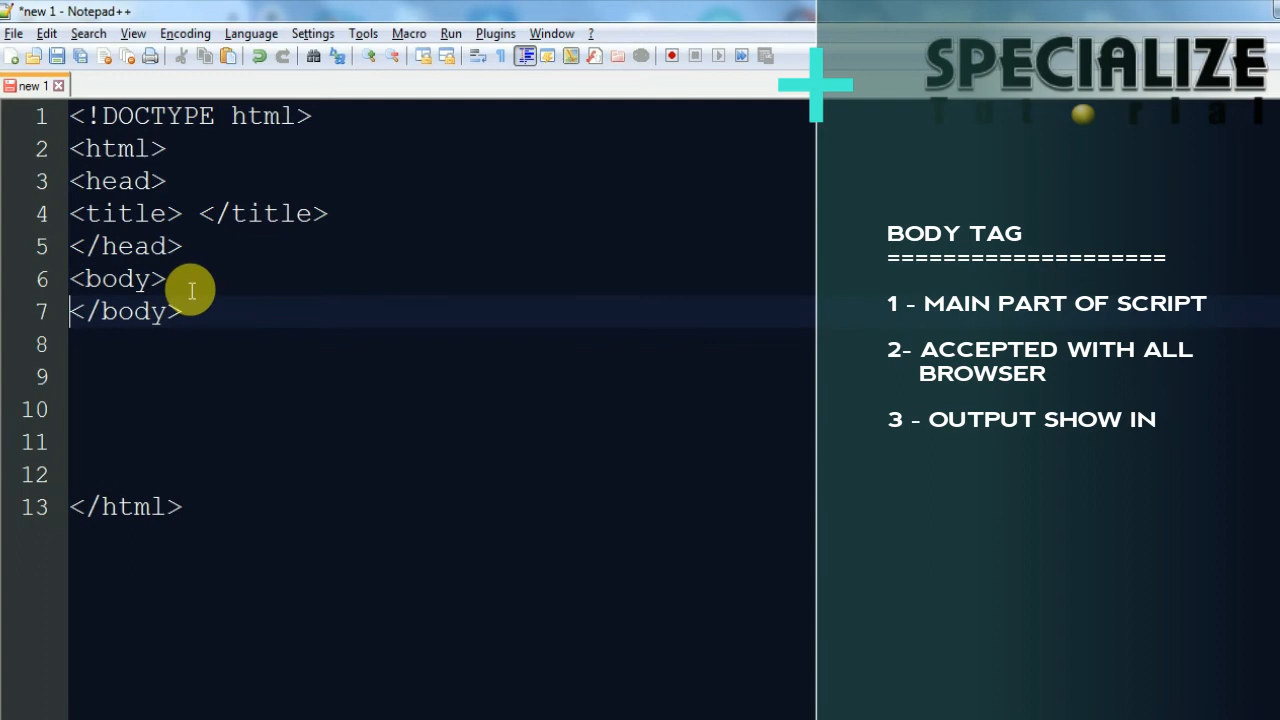 *new 1 - Notepad++
File Edit Search View Encoding Language Settings Tools Macro Run Plugins Window ?
new 1
1 <!DOCTYPE html>
2 <html>
3 <head>
4 <title> </title>
5 </head>
6 <body>
7 </body>
8
9
10
11
12
13 </html>
SPECIALIZE
Tutorial
BODY TAG
====================
1 - MAIN PART OF SCRIPT
2- ACCEPTED WITH ALL
BROWSER
3 - OUTPUT SHOW IN